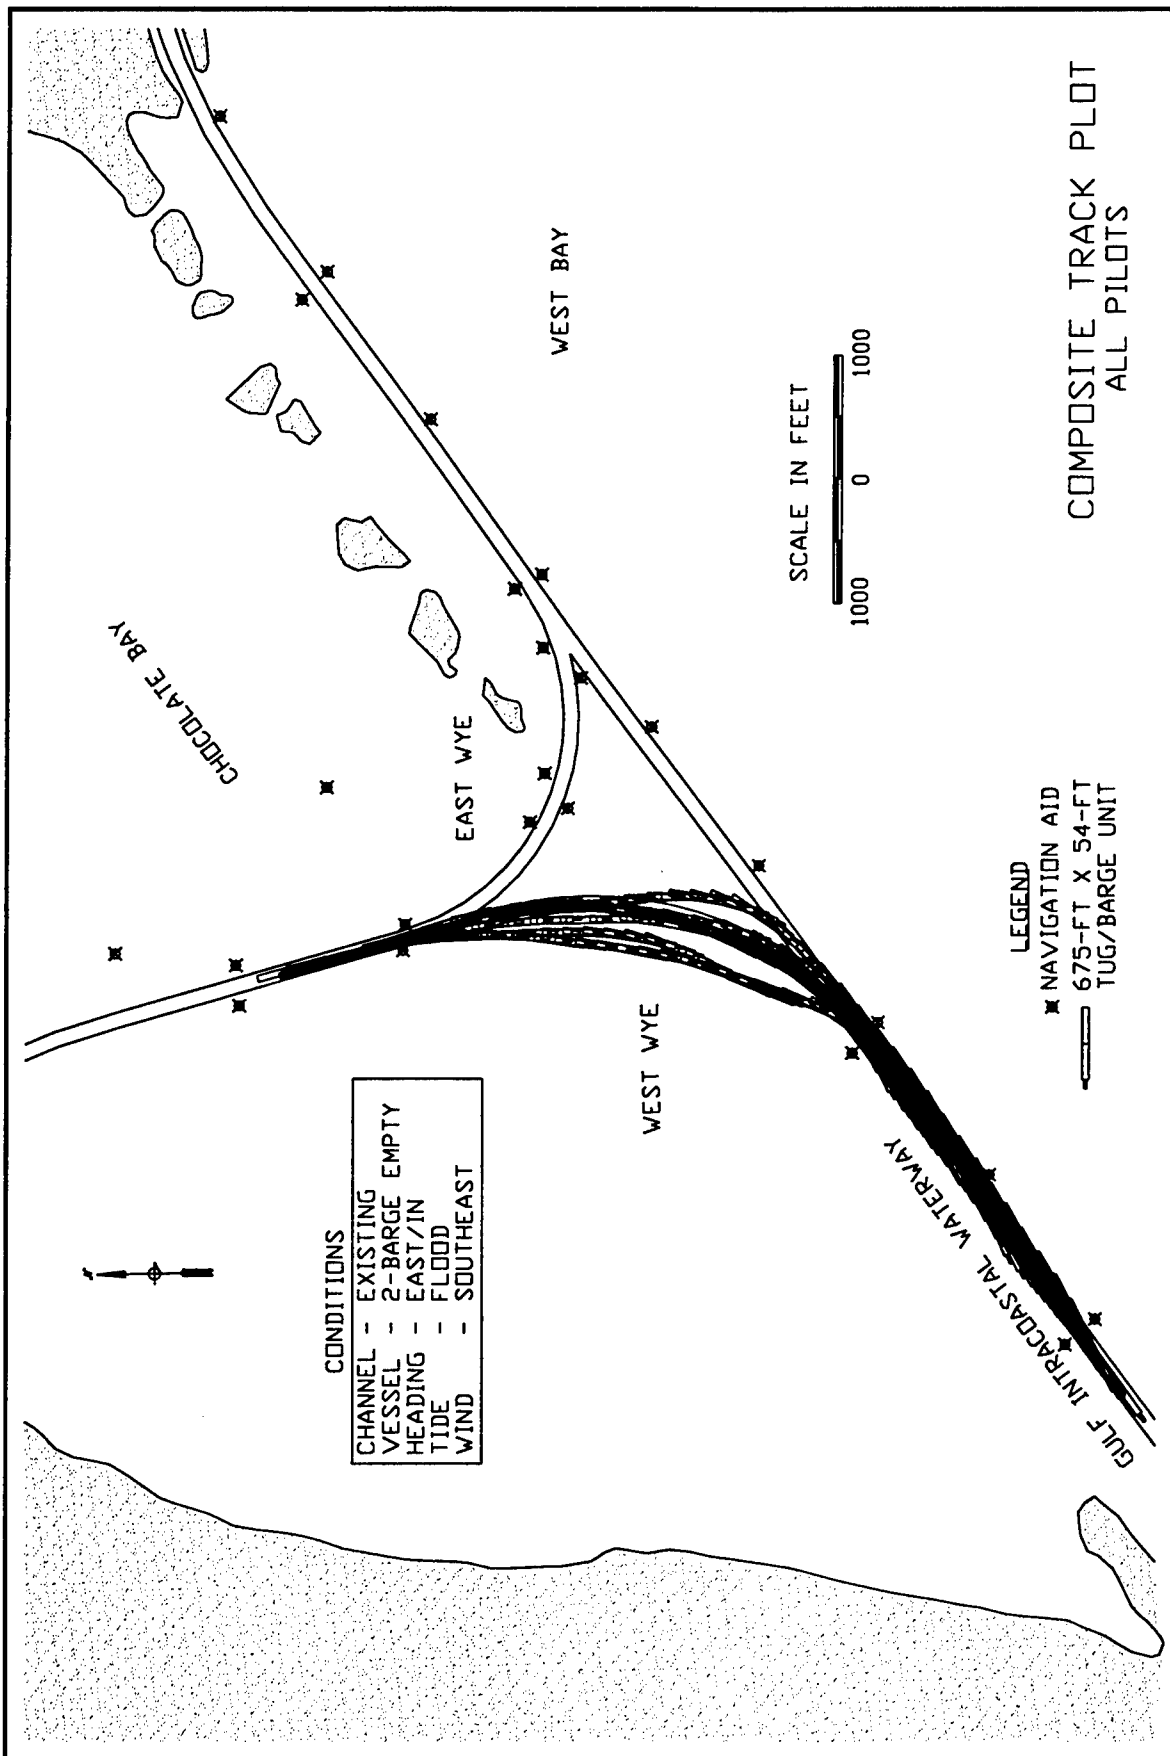 CHOCOLATE BAY
EAST WYE
WEST BAY
WEST WYE
GULF INTRACOASTAL WATERWAY
CONDITIONS
CHANNEL - EXISTING
VESSEL - 2-BARGE EMPTY
HEADING - EAST/IN
TIDE - FLOOD
WIND - SOUTHEAST
SCALE IN FEET
1000 0 1000
LEGEND
NAVIGATION AID
675-FT X 54-FT
TUG/BARGE UNIT
COMPOSITE TRACK PLOT
ALL PILOTS